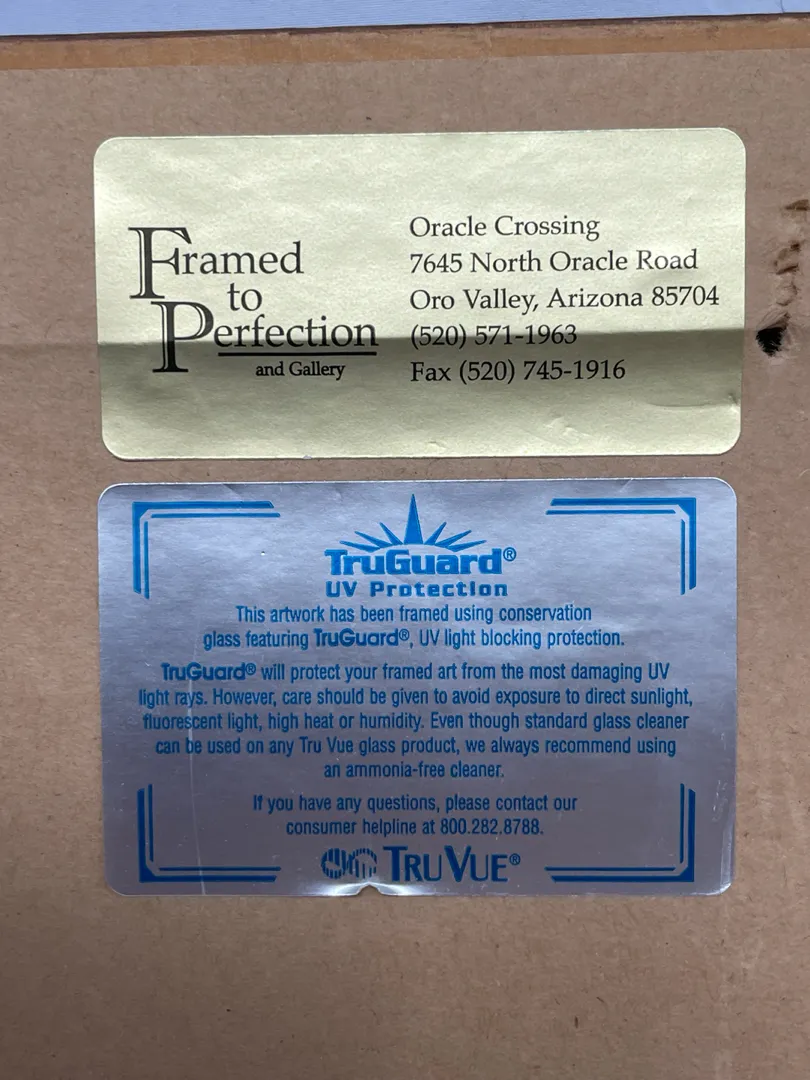 Framed
to
Perfection
and Gallery
Oracle Crossing
7645 North Oracle Road
Oro Valley, Arizona 85704
(520) 571-1963
Fax (520) 745-1916
TruGuard®
UV Protection
This artwork has been framed using conservation
glass featuring TruGuard®, UV light blocking protection.
TruGuard® will protect your framed art from the most damaging UV
light rays. However, care should be given to avoid exposure to direct sunlight,
fluorescent light, high heat or humidity. Even though standard glass cleaner
can be used on any Tru Vue glass product, we always recommend using
an ammonia-free cleaner.
If you have any questions, please contact our
consumer helpline at 800.282.8788.
TRU VUE®